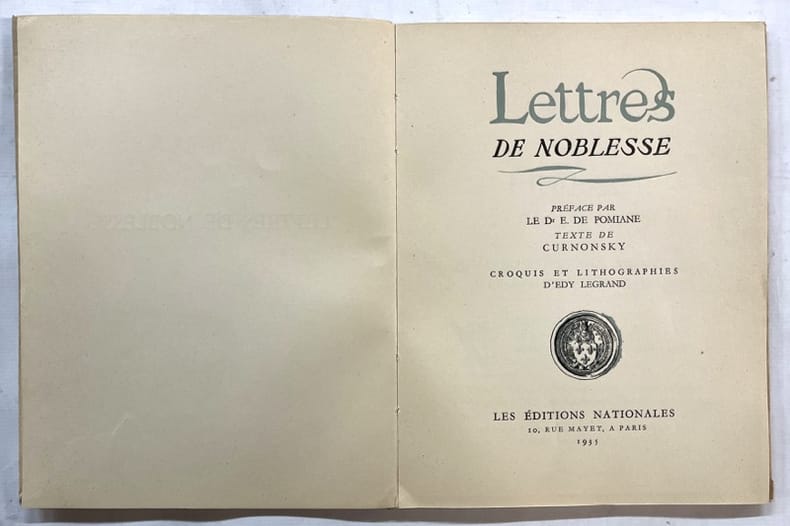 Lettres
DE NOBLESSE
PRÉFACE PAR
LE Dr E. DE POMIANE
TEXTE DE
CURNONSKY
CROQUIS ET LITHOGRAPHIES
D'EDY LEGRAND
LES ÉDITIONS NATIONALES
10, RUE MAYET, A PARIS
1935